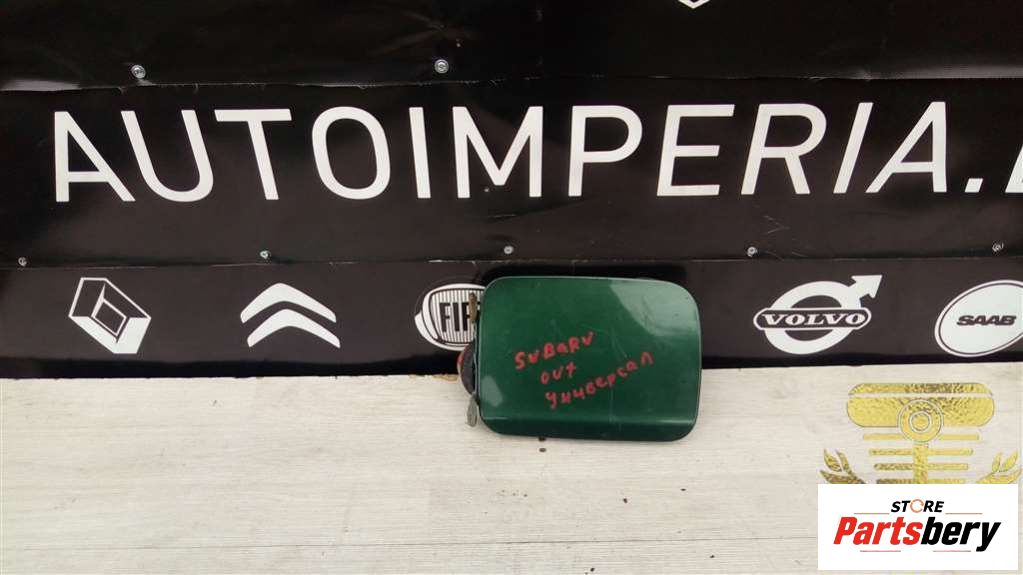 AUTOIMPERIA.
FIAT
VOLVO
SAAB
SUBARU
OUT
универсал
STORE
Partsbery